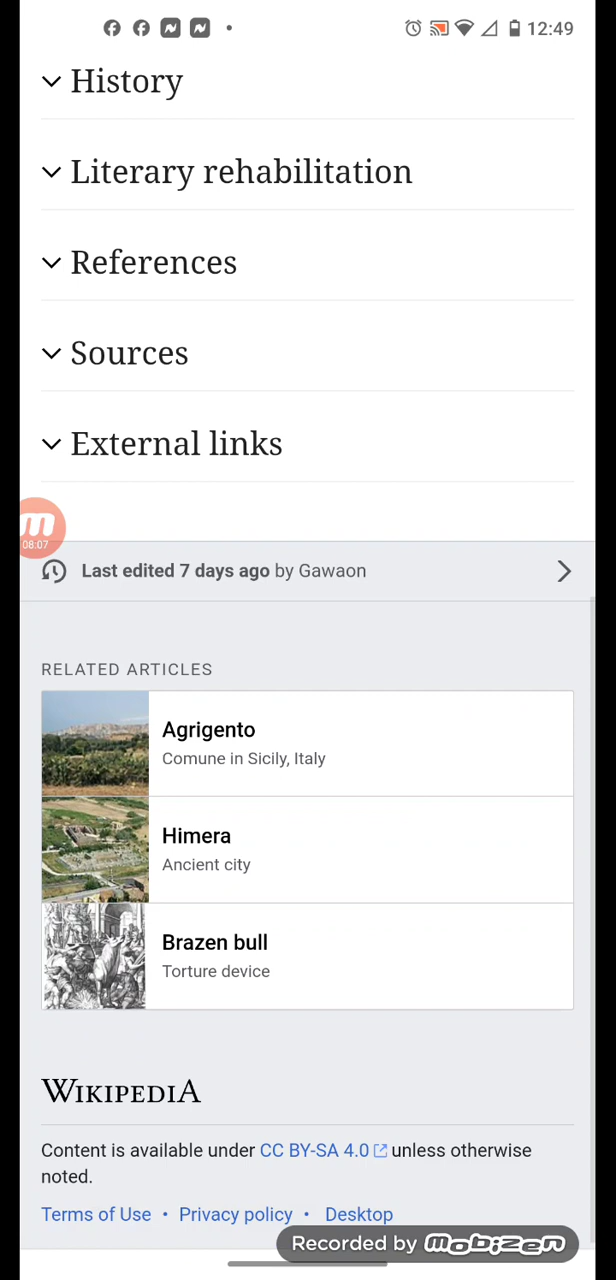 12:49
History
Literary rehabilitation
References
Sources
External links
m
08:07
Last edited 7 days ago by Gawaon
RELATED ARTICLES
Agrigento
Comune in Sicily, Italy
Himera
Ancient city
Brazen bull
Torture device
WIKIPEDIA
Content is available under CC BY-SA 4.0 unless otherwise
noted.
Terms of Use • Privacy policy • Desktop
Recorded by mobizen